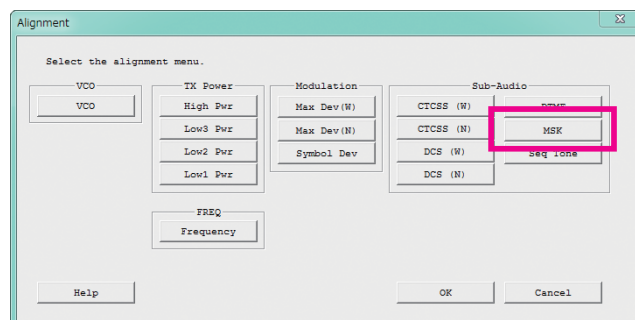 Alignment
Select the alignment menu.
VCO TX Power Modulation Sub-Audio
VCO High Pwr Max Dev(W) CTCSS (W) DTMF
Low3 Pwr Max Dev(N) CTCSS (N) MSK
Low2 Pwr Symbol Dev DCS (W) Seq Tone
Low1 Pwr DCS (N)
FREQ
Frequency
Help OK Cancel